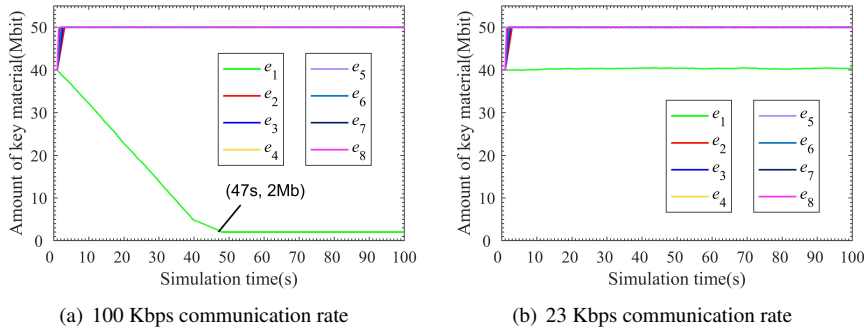 Amount of key material(Mbit)
50
40
30
20
10
0
e1
e2
e3
e4
e5
e6
e7
e8
(47s, 2Mb)
0 10 20 30 40 50 60 70 80 90 100
Simulation time(s)
(a) 100 Kbps communication rate
Amount of key material(Mbit)
50
40
30
20
10
0
e1
e2
e3
e4
e5
e6
e7
e8
0 10 20 30 40 50 60 70 80 90 100
Simulation time(s)
(b) 23 Kbps communication rate